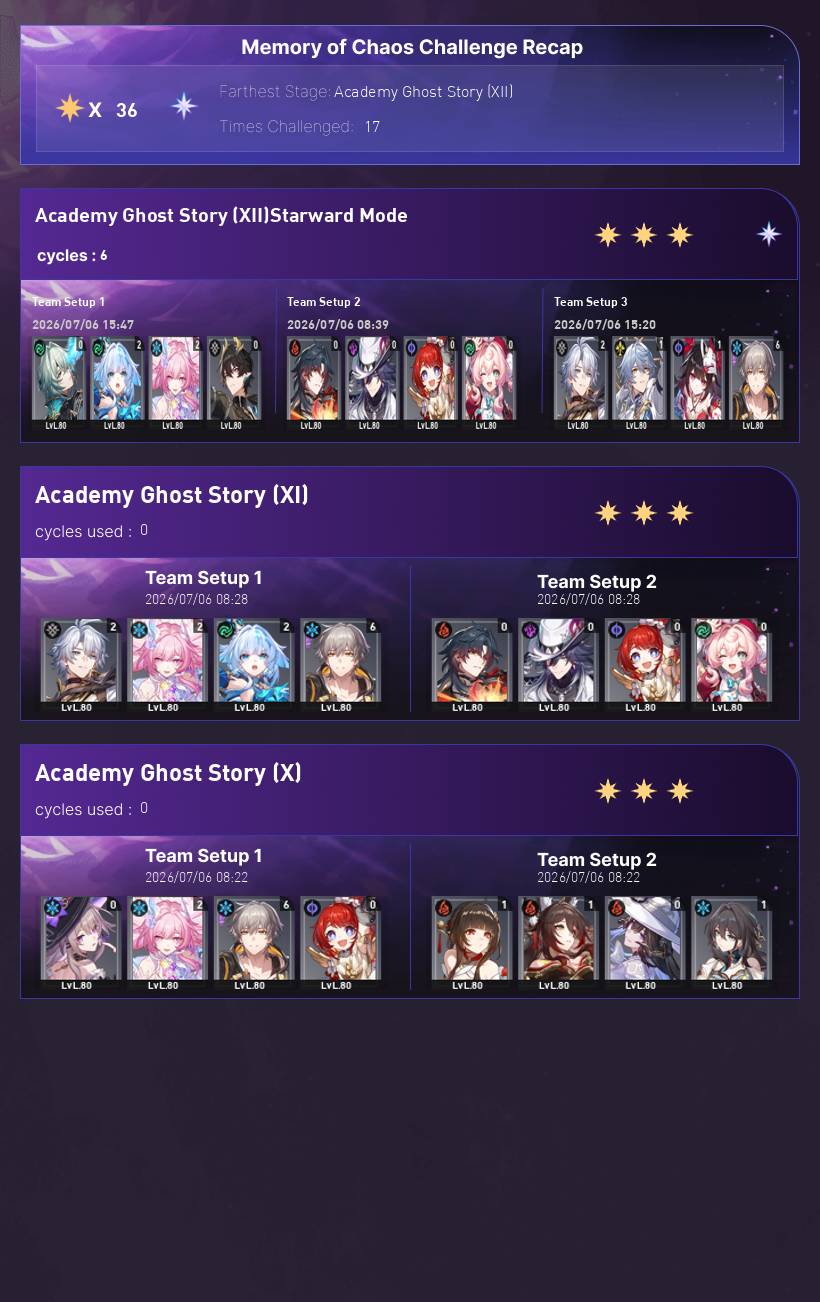 Memory of Chaos Challenge Recap
X 36
Farthest Stage: Academy Ghost Story (XII)
Times Challenged: 17
Academy Ghost Story (XII)Starward Mode
cycles : 6
Team Setup 1
2026/07/06 15:47
0 2 2 0
LvL.80 LvL.80 LvL.80 LvL.80
Team Setup 2
2026/07/06 08:39
0 0 0 0
LvL.80 LvL.80 LvL.80 LvL.80
Team Setup 3
2026/07/06 15:20
2 1 1 6
LvL.80 LvL.80 LvL.80 LvL.80
Academy Ghost Story (XI)
cycles used : 0
Team Setup 1
2026/07/06 08:28
2 2 2 6
LvL.80 LvL.80 LvL.80 LvL.80
Team Setup 2
2026/07/06 08:28
0 0 0 0
LvL.80 LvL.80 LvL.80 LvL.80
Academy Ghost Story (X)
cycles used : 0
Team Setup 1
2026/07/06 08:22
0 2 6 0
LvL.80 LvL.80 LvL.80 LvL.80
Team Setup 2
2026/07/06 08:22
1 1 0 1
LvL.80 LvL.80 LvL.80 LvL.80